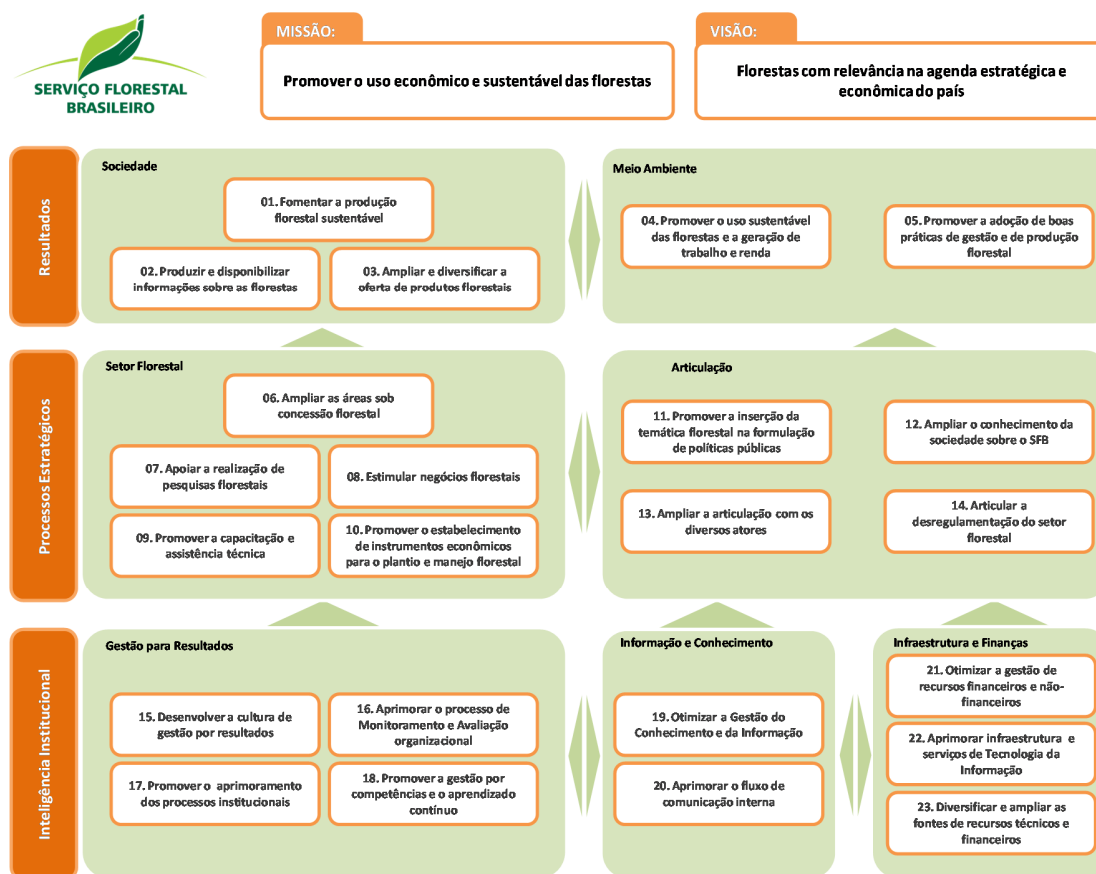 SERVIÇO FLORESTAL
BRASILEIRO
MISSÃO:
Promover o uso econômico e sustentável das florestas
VISÃO:
Florestas com relevância na agenda estratégica e
econômica do país
Resultados
Sociedade
01. Fomentar a produção
florestal sustentável
02. Produzir e disponibilizar
informações sobre as florestas
03. Ampliar e diversificar a
oferta de produtos florestais
Meio Ambiente
04. Promover o uso sustentável
das florestas e a geração de
trabalho e renda
05. Promover a adoção de boas
práticas de gestão e de produção
florestal
Processos Estratégicos
Setor Florestal
06. Ampliar as áreas sob
concessão florestal
07. Apoiar a realização de
pesquisas florestais
08. Estimular negócios florestais
09. Promover a capacitação e
assistência técnica
10. Promover o estabelecimento
de instrumentos econômicos
para o plantio e manejo florestal
Articulação
11. Promover a inserção da
temática florestal na formulação
de políticas públicas
12. Ampliar o conhecimento da
sociedade sobre o SFB
13. Ampliar a articulação com os
diversos atores
14. Articular a
desregulamentação do setor
florestal
Inteligência Institucional
Gestão para Resultados
15. Desenvolver a cultura de
gestão por resultados
16. Aprimorar o processo de
Monitoramento e Avaliação
organizacional
17. Promover o aprimoramento
dos processos institucionais
18. Promover a gestão por
competências e o aprendizado
contínuo
Informação e Conhecimento
19. Otimizar a Gestão do
Conhecimento e da Informação
20. Aprimorar o fluxo de
comunicação interna
Infraestrutura e Finanças
21. Otimizar a gestão de
recursos financeiros e não-
financeiros
22. Aprimorar infraestrutura e
serviços de Tecnologia da
Informação
23. Diversificar e ampliar as
fontes de recursos técnicos e
financeiros